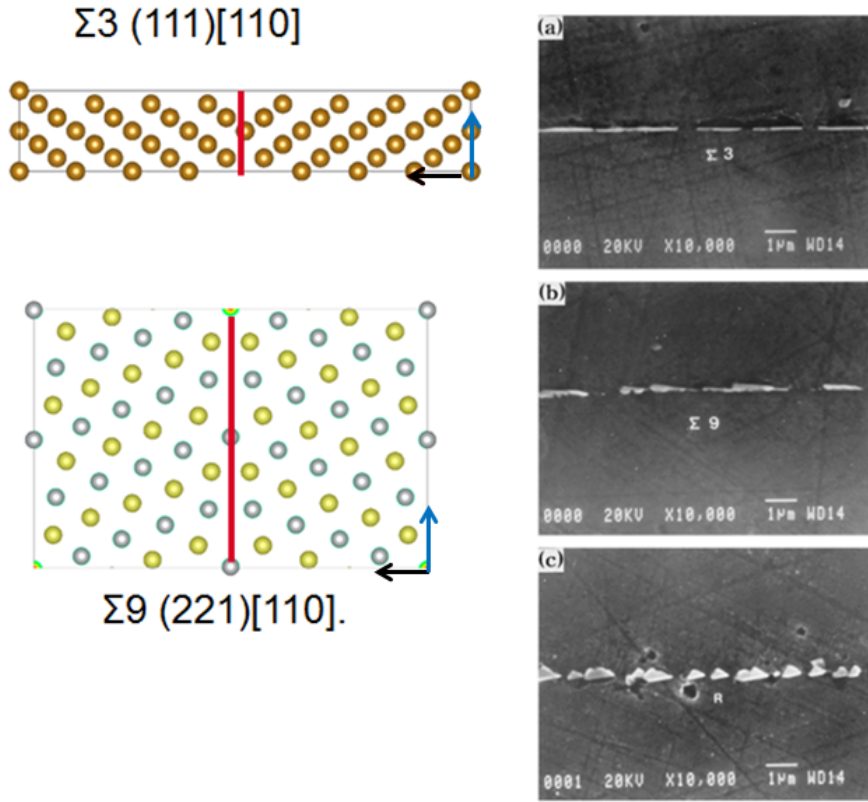 Σ3 (111)[110]
Σ9 (221)[110].
(a)
Σ 3
0000 20KV X10,000 1µm WD14
(b)
Σ 9
0000 20KV X10,000 1µm WD14
(c)
R
0001 20KV X10,000 1µm WD14